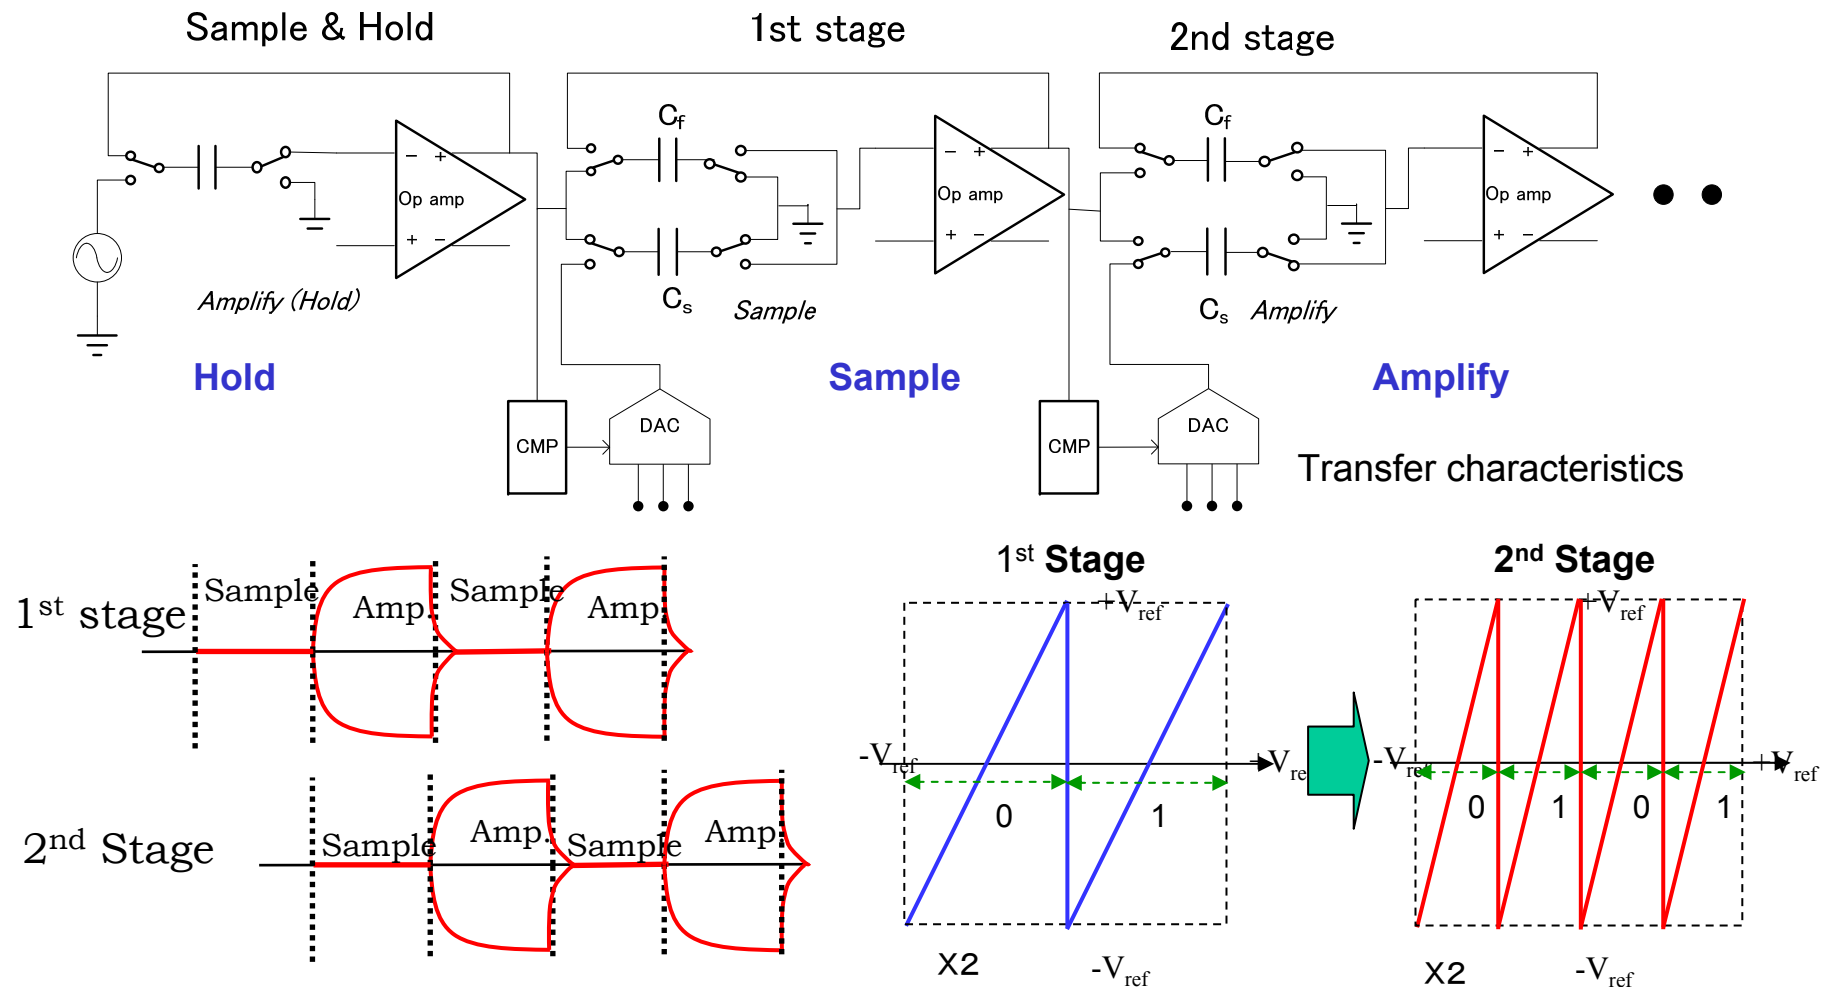 Sample & Hold
1st stage
2nd stage
Cf
Cf
− +
Op amp
+ −
− +
Op amp
+ −
− +
Op amp
+ −
Amplify (Hold)
Cs
Sample
Cs
Amplify
Hold
Sample
Amplify
CMP
DAC
CMP
DAC
Transfer characteristics
1st stage
Sample
Amp.
Sample
Amp.
2nd Stage
Sample
Amp.
Sample
Amp.
1st Stage
+Vref
-Vref
+Vref
0
1
X2
-Vref
2nd Stage
+Vref
-Vref
+Vref
0
1
0
1
X2
-Vref